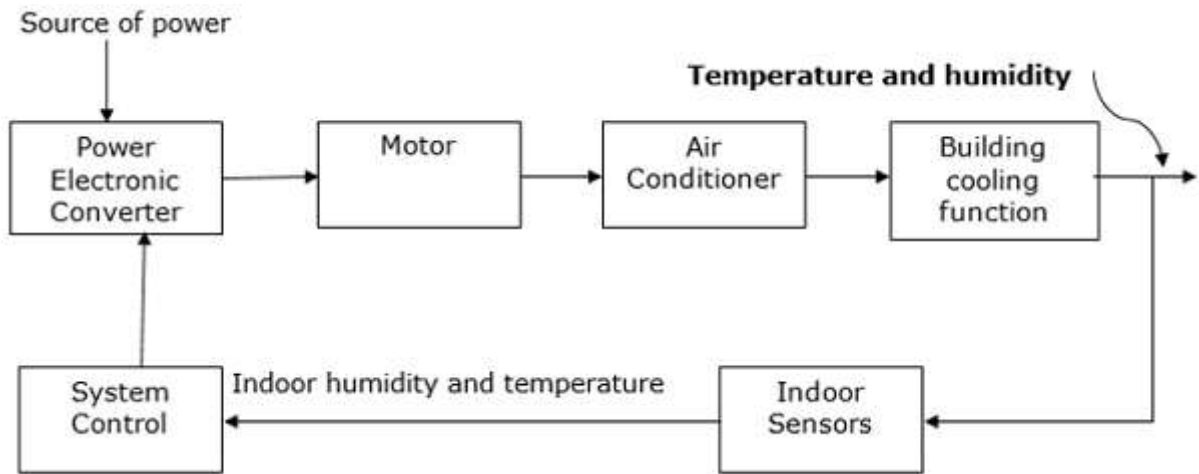 Source of power
Temperature and humidity
Power
Electronic
Converter
Motor
Air
Conditioner
Building
cooling
function
System
Control
Indoor humidity and temperature
Indoor
Sensors